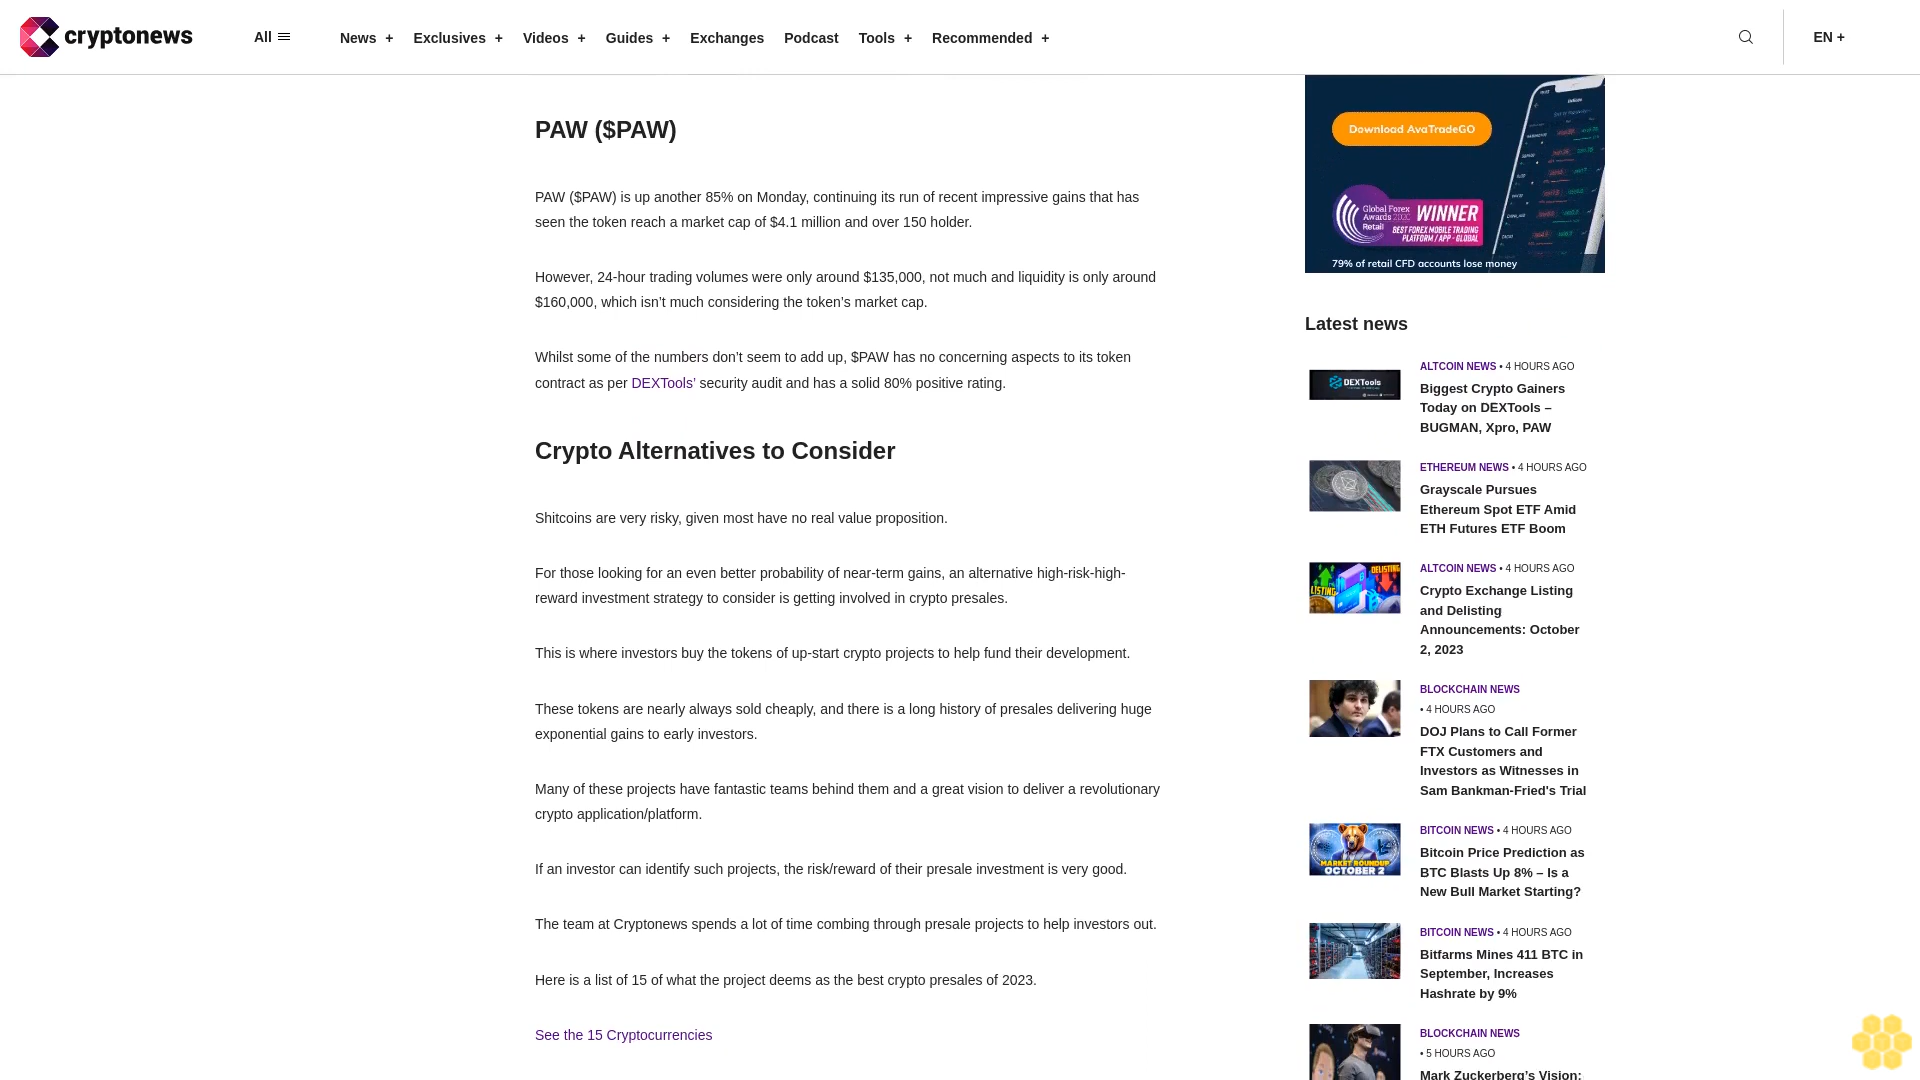 cryptonews
All
News +
Exclusives +
Videos +
Guides +
Exchanges
Podcast
Tools +
Recommended +
EN +
PAW ($PAW)
PAW ($PAW) is up another 85% on Monday, continuing its run of recent impressive gains that has
seen the token reach a market cap of $4.1 million and over 150 holder.
However, 24-hour trading volumes were only around $135,000, not much and liquidity is only around
$160,000, which isn’t much considering the token’s market cap.
Whilst some of the numbers don’t seem to add up, $PAW has no concerning aspects to its token
contract as per DEXTools’ security audit and has a solid 80% positive rating.
Crypto Alternatives to Consider
Shitcoins are very risky, given most have no real value proposition.
For those looking for an even better probability of near-term gains, an alternative high-risk-high-
reward investment strategy to consider is getting involved in crypto presales.
This is where investors buy the tokens of up-start crypto projects to help fund their development.
These tokens are nearly always sold cheaply, and there is a long history of presales delivering huge
exponential gains to early investors.
Many of these projects have fantastic teams behind them and a great vision to deliver a revolutionary
crypto application/platform.
If an investor can identify such projects, the risk/reward of their presale investment is very good.
The team at Cryptonews spends a lot of time combing through presale projects to help investors out.
Here is a list of 15 of what the project deems as the best crypto presales of 2023.
See the 15 Cryptocurrencies
Download AvaTradeGO
Global Forex
Awards 2020
Retail
WINNER
BEST FOREX MOBILE TRADING
PLATFORM / APP - GLOBAL
79% of retail CFD accounts lose money
Latest news
DEXTools
ALTCOIN NEWS • 4 HOURS AGO
Biggest Crypto Gainers
Today on DEXTools –
BUGMAN, Xpro, PAW
ETHEREUM NEWS • 4 HOURS AGO
Grayscale Pursues
Ethereum Spot ETF Amid
ETH Futures ETF Boom
LISTING
DELISTING
ALTCOIN NEWS • 4 HOURS AGO
Crypto Exchange Listing
and Delisting
Announcements: October
2, 2023
BLOCKCHAIN NEWS
• 4 HOURS AGO
DOJ Plans to Call Former
FTX Customers and
Investors as Witnesses in
Sam Bankman-Fried's Trial
MARKET ROUNDUP
OCTOBER 2
BITCOIN NEWS • 4 HOURS AGO
Bitcoin Price Prediction as
BTC Blasts Up 8% – Is a
New Bull Market Starting?
BITCOIN NEWS • 4 HOURS AGO
Bitfarms Mines 411 BTC in
September, Increases
Hashrate by 9%
BLOCKCHAIN NEWS
• 5 HOURS AGO
Mark Zuckerberg’s Vision: